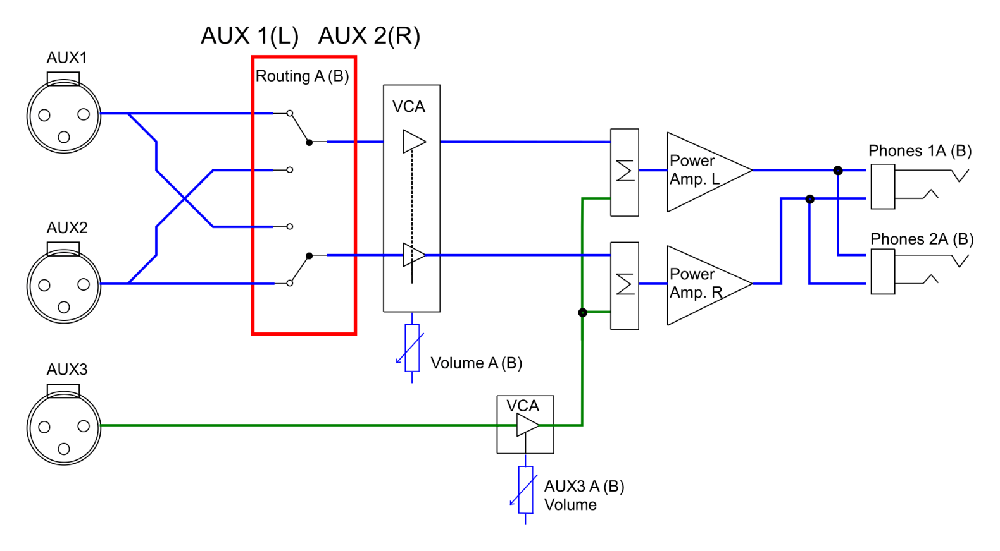 AUX 1(L) AUX 2(R)
AUX1
Routing A (B)
VCA
Phones 1A (B)
Power
Amp. L
Σ
AUX2
Phones 2A (B)
Power
Amp. R
Σ
Volume A (B)
AUX3
VCA
AUX3 A (B)
Volume